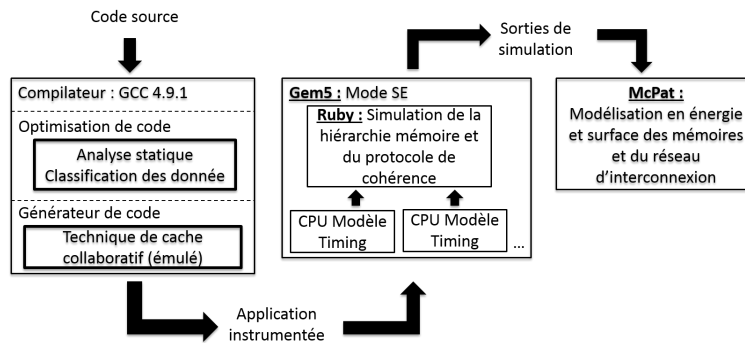 Code source
Compilateur : GCC 4.9.1
Optimisation de code
Analyse statique
Classification des donnée
Générateur de code
Technique de cache
collaboratif (émulé)
Application
instrumentée
Gem5 : Mode SE
Ruby : Simulation de la
hiérarchie mémoire et
du protocole de
cohérence
CPU Modèle
Timing
CPU Modèle
Timing
...
Sorties de
simulation
McPat :
Modélisation en énergie
et surface des mémoires
et du réseau
d'interconnexion